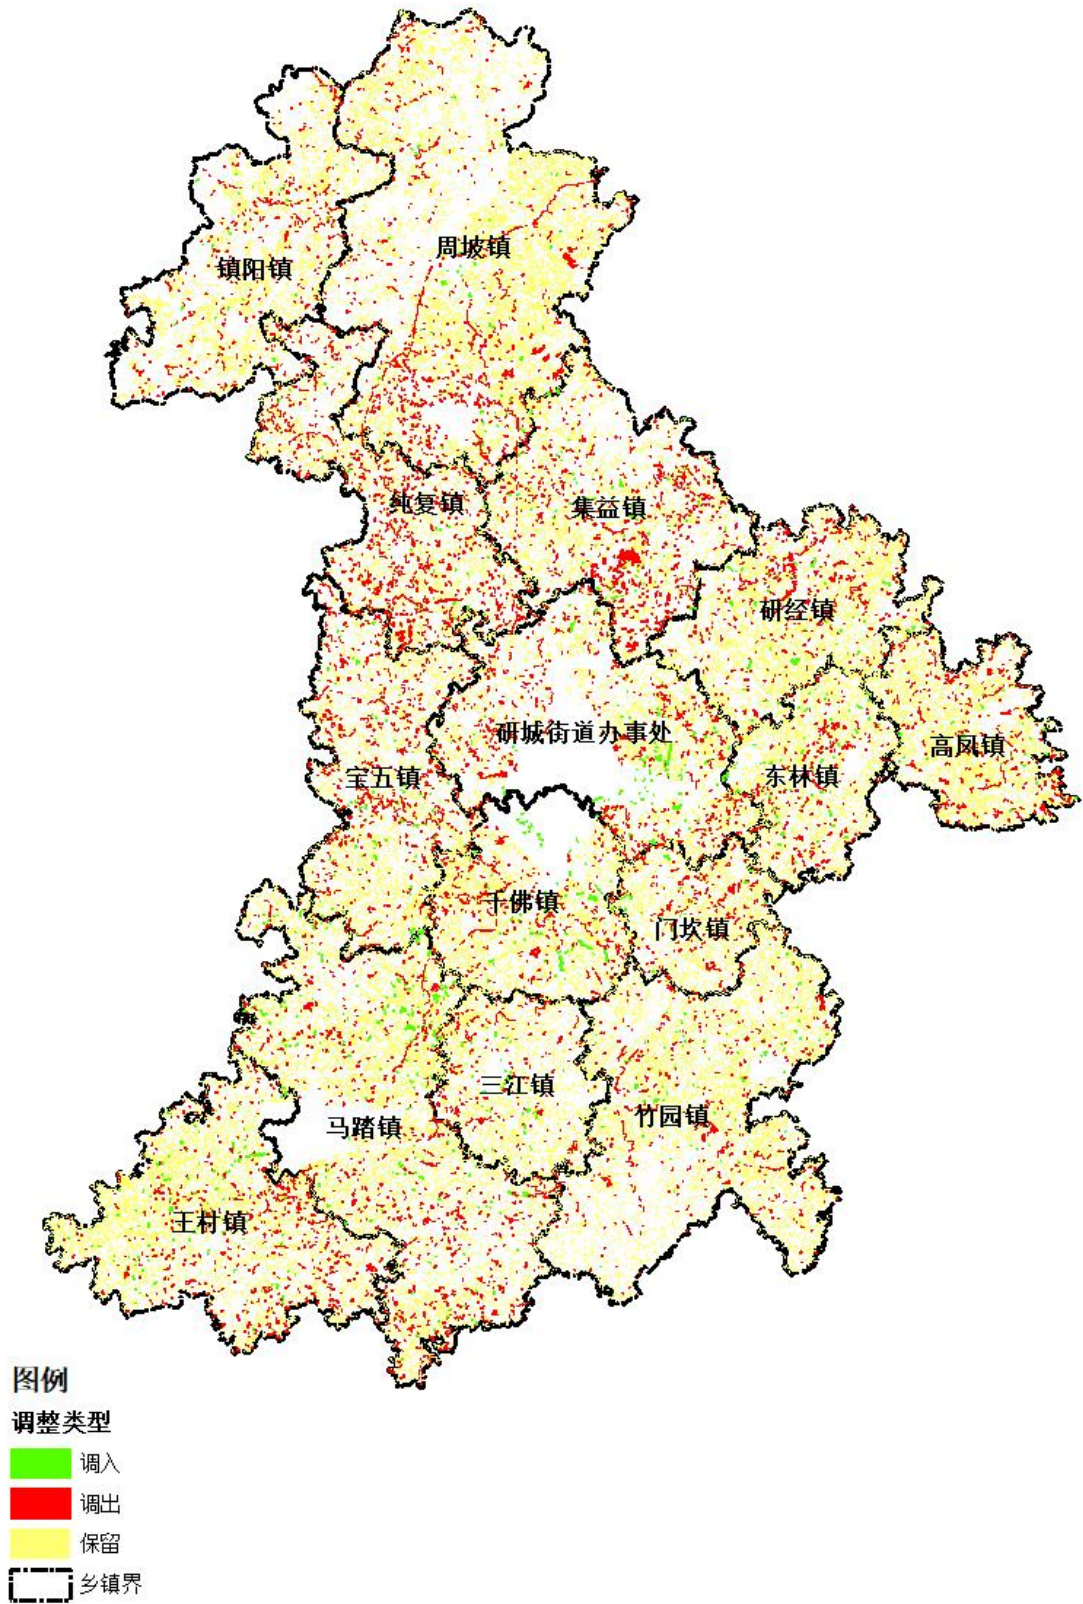 周坡镇
镇阳镇
纯复镇
集益镇
研经镇
研城街道办事处
高凤镇
宝五镇
东林镇
千佛镇
门坎镇
三江镇
竹园镇
马踏镇
王村镇
图例
调整类型
调入
调出
保留
乡镇界